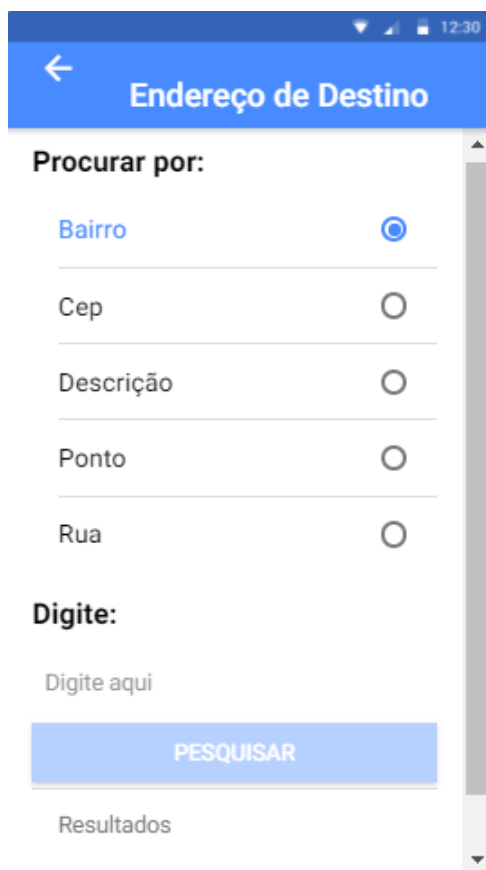 12:30
Endereço de Destino
Procurar por:
Bairro
Cep
Descrição
Ponto
Rua
Digite:
Digite aqui
PESQUISAR
Resultados